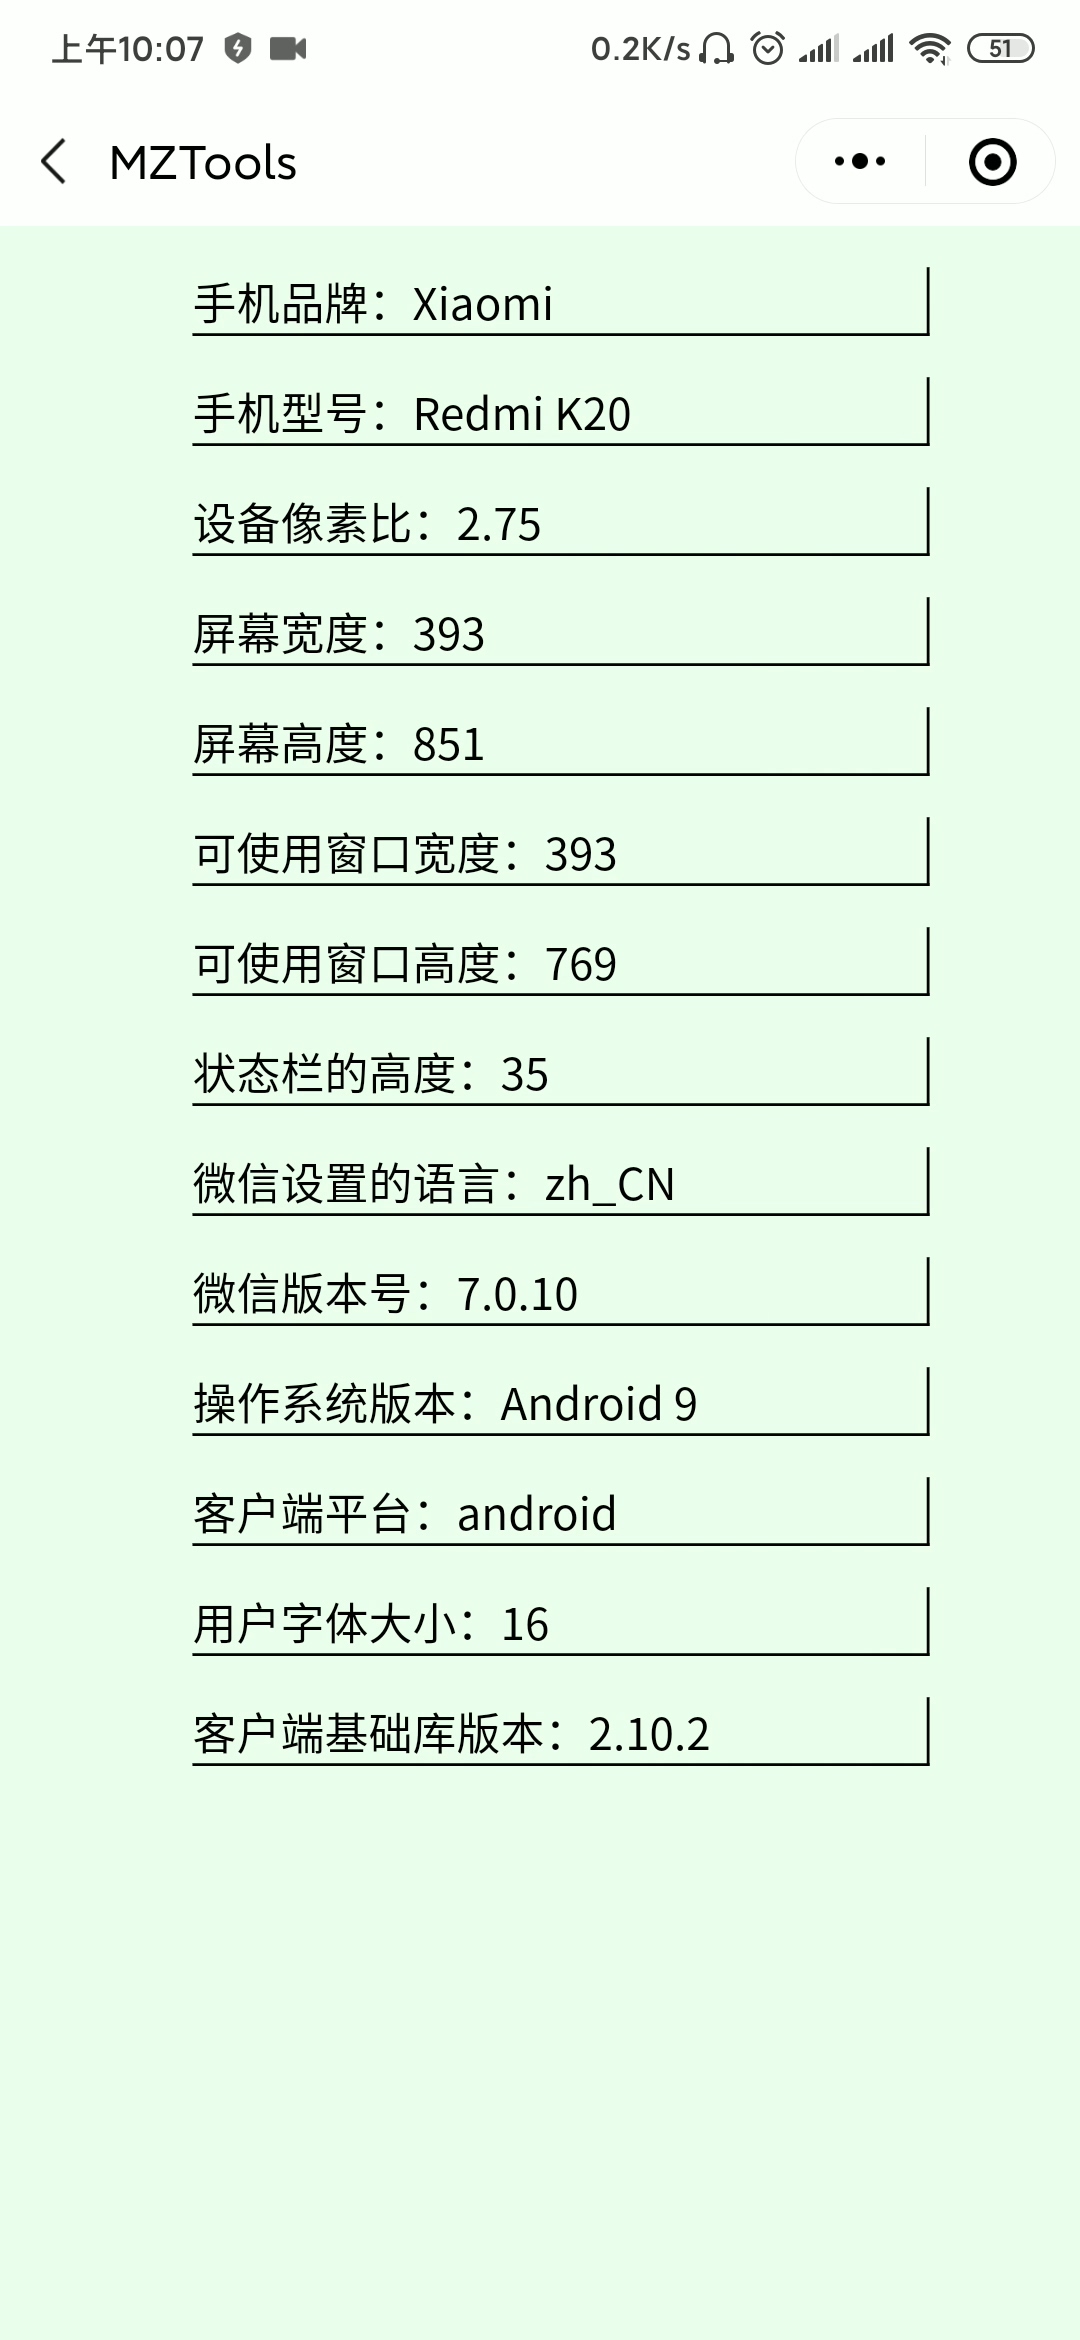 上午10:07 0.2K/s 51
MZTools
手机品牌：Xiaomi
手机型号：Redmi K20
设备像素比：2.75
屏幕宽度：393
屏幕高度：851
可使用窗口宽度：393
可使用窗口高度：769
状态栏的高度：35
微信设置的语言：zh_CN
微信版本号：7.0.10
操作系统版本：Android 9
客户端平台：android
用户字体大小：16
客户端基础库版本：2.10.2